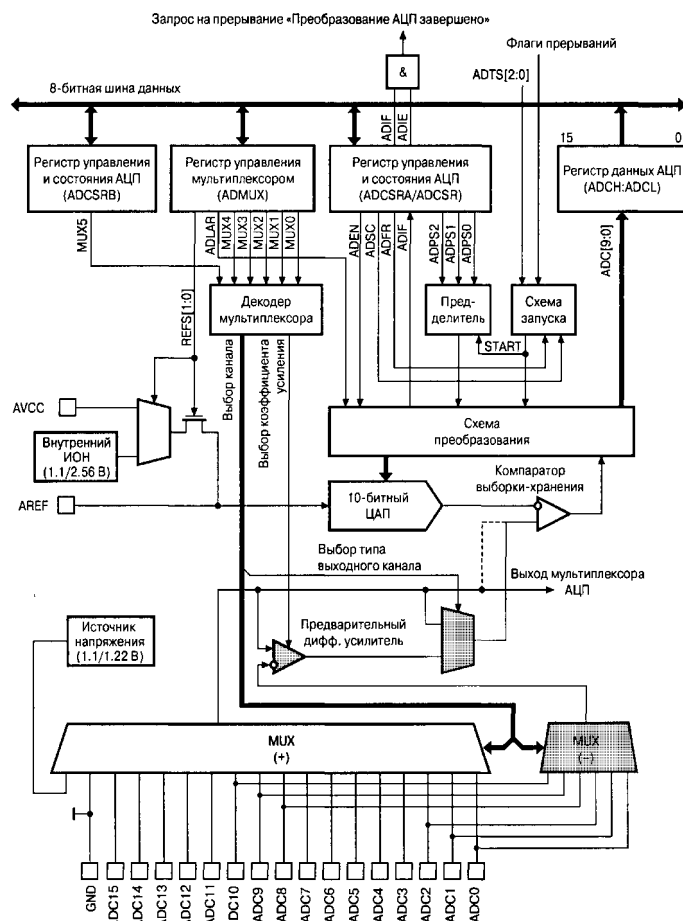 Запрос на прерывание «Преобразование АЦП завершено»
Флаги прерываний
&
ADTS[2:0]
8-битная шина данных
ADIF
ADIE
15
0
Регистр управления
и состояния АЦП
(ADCSRB)
Регистр управления
мультиплексором
(ADMUX)
Регистр управления
и состояния АЦП
(ADCSRA/ADCSR)
Регистр данных АЦП
(ADCH:ADCL)
MUX5
REFS[1:0]
ADLAR
MUX4
MUX3
MUX2
MUX1
MUX0
ADEN
ADSC
ADFR
ADIF
ADPS2
ADPS1
ADPS0
ADC[9:0]
Декодер
мультиплексора
Пред-
делитель
Схема
запуска
START
Выбор канала
Выбор коэффициента
усиления
AVCC
Внутренний
ИОН
(1.1/2.56 В)
AREF
Схема
преобразования
Компаратор
выборки-хранения
10-битный
ЦАП
Выбор типа
выходного канала
Выход мультиплексора
АЦП
Источник
напряжения
(1.1/1.22 В)
Предварительный
дифф. усилитель
MUX
(+)
MUX
(−)
GND
ADC15
ADC14
ADC13
ADC12
ADC11
ADC10
ADC9
ADC8
ADC7
ADC6
ADC5
ADC4
ADC3
ADC2
ADC1
ADC0